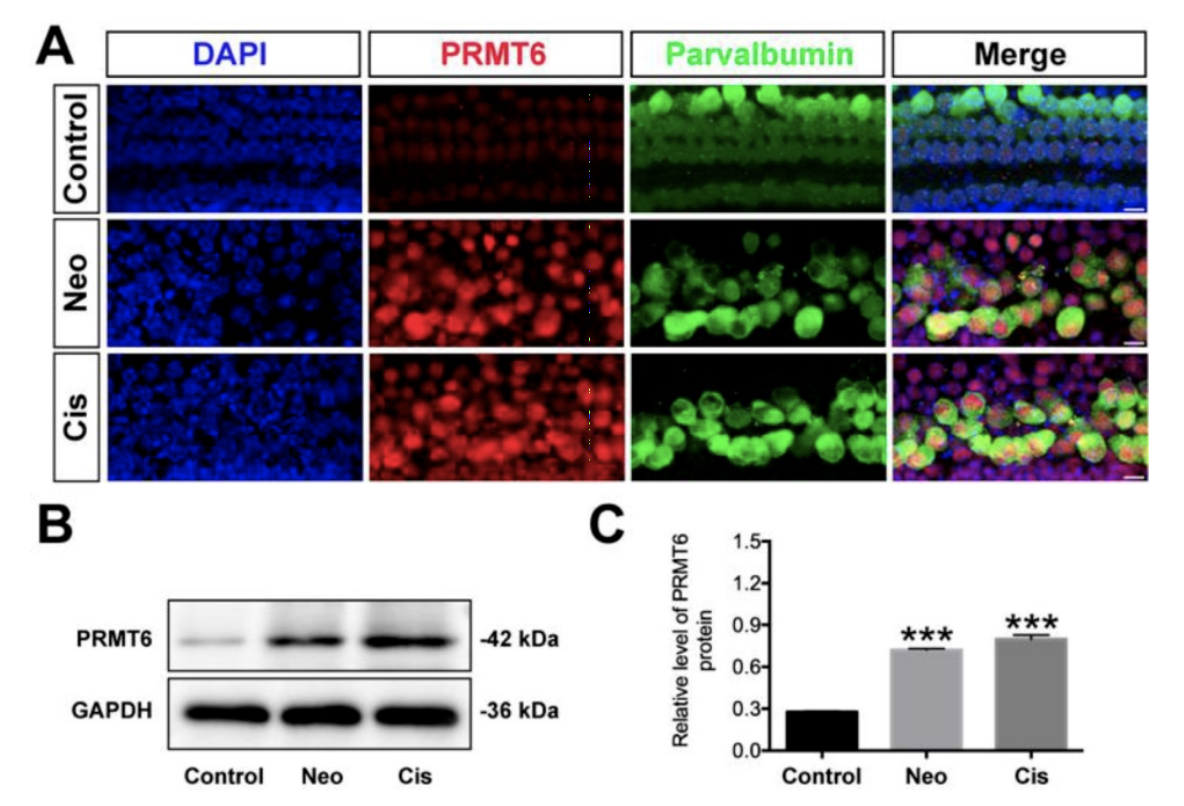 A
DAPI
PRMT6
Parvalbumin
Merge
Control
Neo
Cis
B
PRMT6
-42 kDa
GAPDH
-36 kDa
Control Neo Cis
C
Relative level of PRMT6
protein
1.5
1.2
0.9
0.6
0.3
0.0
***
***
Control Neo Cis